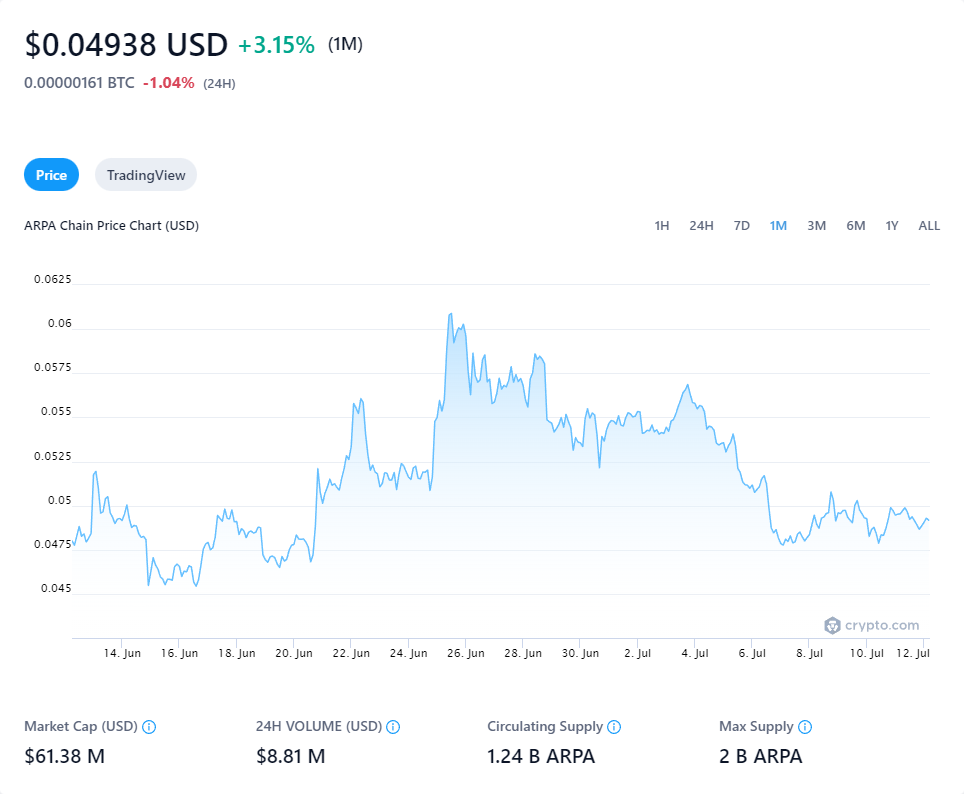 $0.04938 USD +3.15% (1M)
0.00000161 BTC -1.04% (24H)
Price TradingView
ARPA Chain Price Chart (USD) 1H 24H 7D 1M 3M 6M 1Y ALL
0.0625
0.06
0.0575
0.055
0.0525
0.05
0.0475
0.045
crypto.com
14. Jun 16. Jun 18. Jun 20. Jun 22. Jun 24. Jun 26. Jun 28. Jun 30. Jun 2. Jul 4. Jul 6. Jul 8. Jul 10. Jul 12. Jul
Market Cap (USD) 24H VOLUME (USD) Circulating Supply Max Supply
$61.38 M $8.81 M 1.24 B ARPA 2 B ARPA